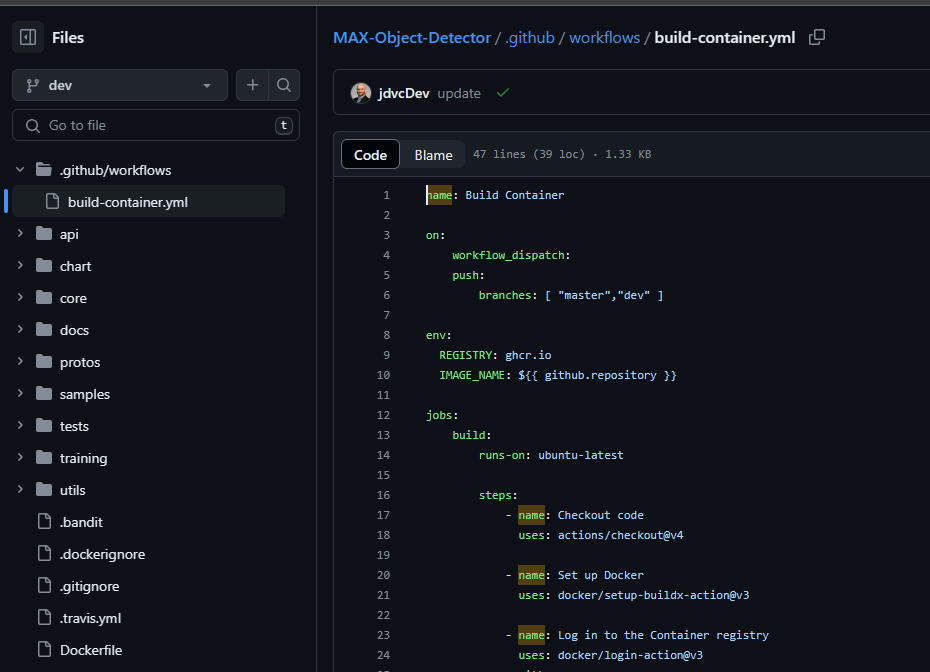 Files
dev
Go to file
t
.github/workflows
build-container.yml
api
chart
core
docs
protos
samples
tests
training
utils
.bandit
.dockerignore
.gitignore
.travis.yml
Dockerfile
MAX-Object-Detector / .github / workflows / build-container.yml
jdvcDev update
Code Blame 47 lines (39 loc) · 1.33 KB
1 name: Build Container
2
3 on:
4 workflow_dispatch:
5 push:
6 branches: [ "master","dev" ]
7
8 env:
9 REGISTRY: ghcr.io
10 IMAGE_NAME: ${{ github.repository }}
11
12 jobs:
13 build:
14 runs-on: ubuntu-latest
15
16 steps:
17 - name: Checkout code
18 uses: actions/checkout@v4
19
20 - name: Set up Docker
21 uses: docker/setup-buildx-action@v3
22
23 - name: Log in to the Container registry
24 uses: docker/login-action@v3